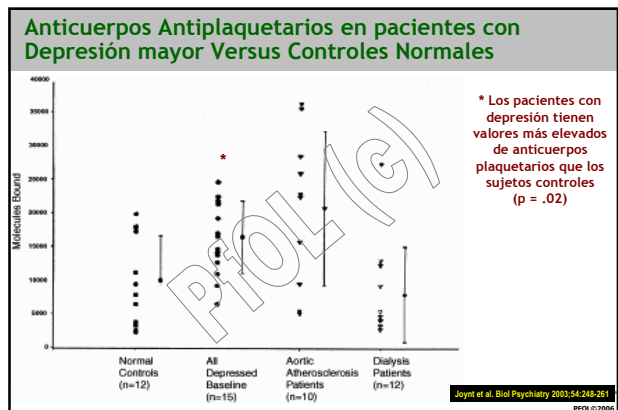 Anticuerpos Antiplaquetarios en pacientes con
Depresión mayor Versus Controles Normales
40000
35000
30000
25000
20000
15000
10000
5000
0
Molecules Bound
*
PfOL (c)
* Los pacientes con
depresión tienen
valores más elevados
de anticuerpos
plaquetarios que los
sujetos controles
(p = .02)
Normal
Controls
(n=12)
All
Depressed
Baseline
(n=15)
Aortic
Atherosclerosis
Patients
(n=10)
Dialysis
Patients
(n=12)
Joynt et al. Biol Psychiatry 2003;54:248-261
PFOL©2006